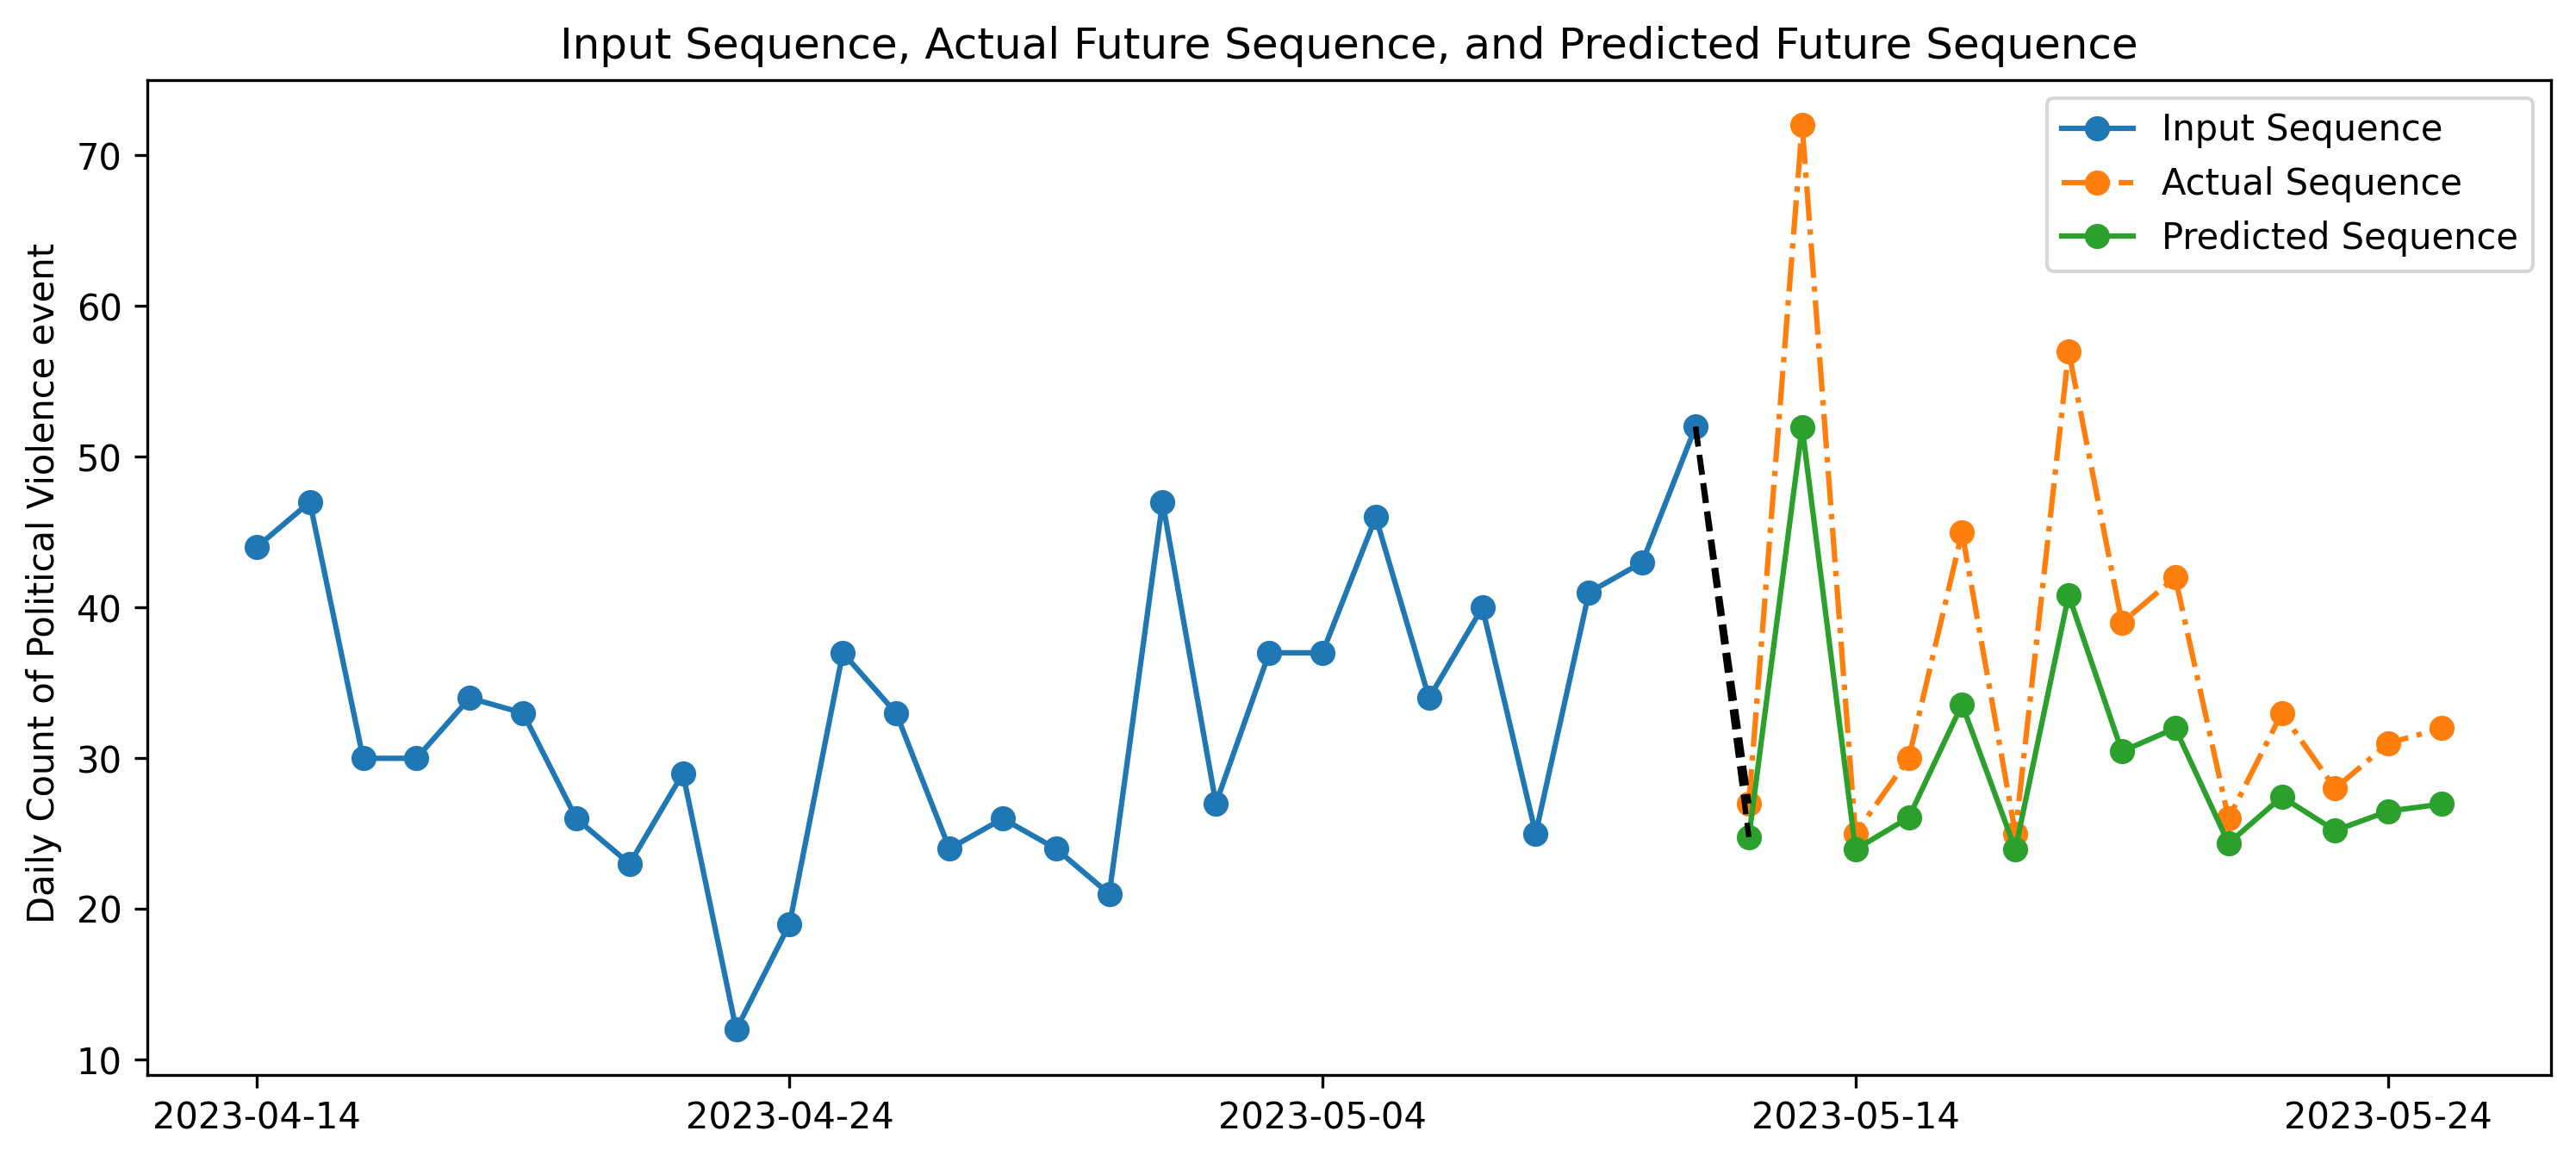 Input Sequence, Actual Future Sequence, and Predicted Future Sequence
Daily Count of Political Violence event
70
60
50
40
30
20
10
2023-04-14
2023-04-24
2023-05-04
2023-05-14
2023-05-24
Input Sequence
Actual Sequence
Predicted Sequence